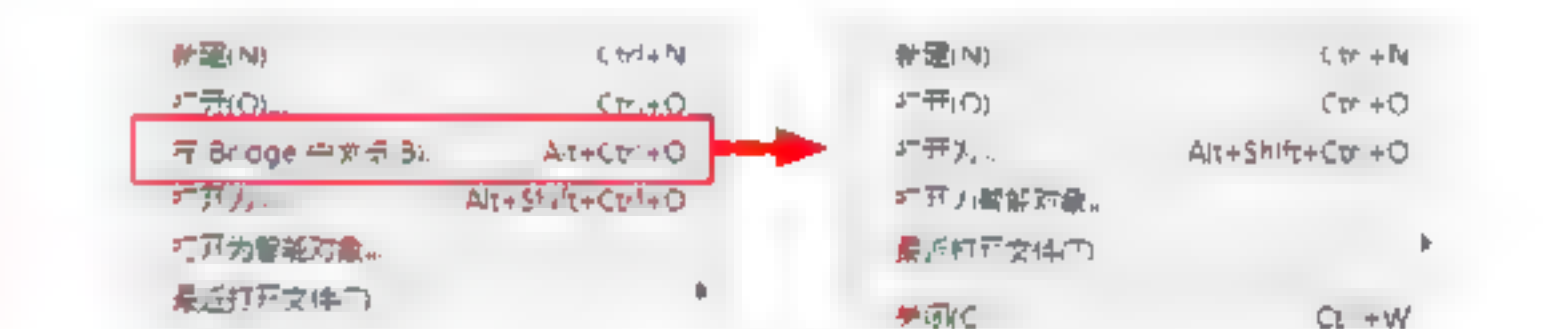 新建(N) Ctrl+N
打开(O)... Ctrl+O
在 Bridge 中浏览(B)... Alt+Ctrl+O
打开为... Alt+Shift+Ctrl+O
打开为智能对象...
最近打开文件(T)
新建(N) Ctrl+N
打开(O)... Ctrl+O
打开为... Alt+Shift+Ctrl+O
打开为智能对象...
最近打开文件(T)
关闭(C) Ctrl+W